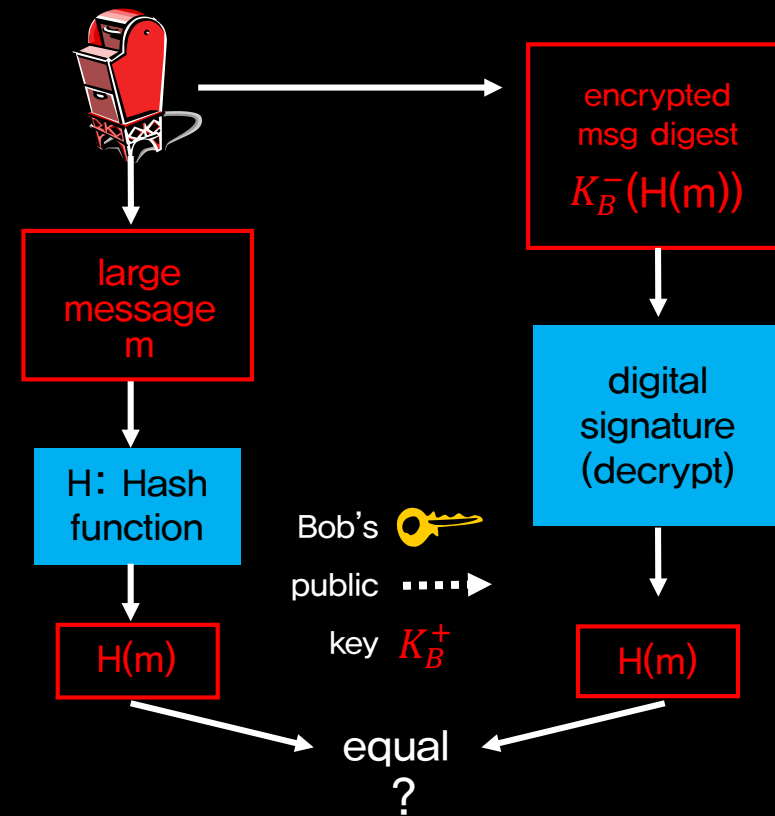 encrypted
msg digest
K_B^-(H(m))
large
message
m
digital
signature
(decrypt)
H: Hash
function
Bob's
public
key K_B^+
H(m)
H(m)
equal
?